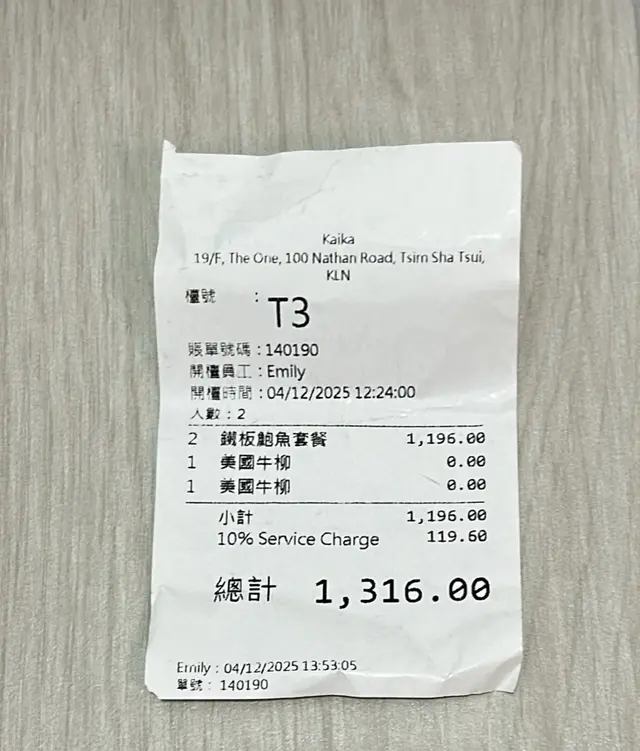 Kaika
19/F, The One, 100 Nathan Road, Tsim Sha Tsui,
KLN
檯號 : T3
賬單號碼 : 140190
開檯員工 : Emily
開檯時間 : 04/12/2025 12:24:00
人數 : 2
2 鐵板鮑魚套餐 1,196.00
1 美國牛柳 0.00
1 美國牛柳 0.00
小計 1,196.00
10% Service Charge 119.60
總計 1,316.00
Emily : 04/12/2025 13:53:05
單號 : 140190